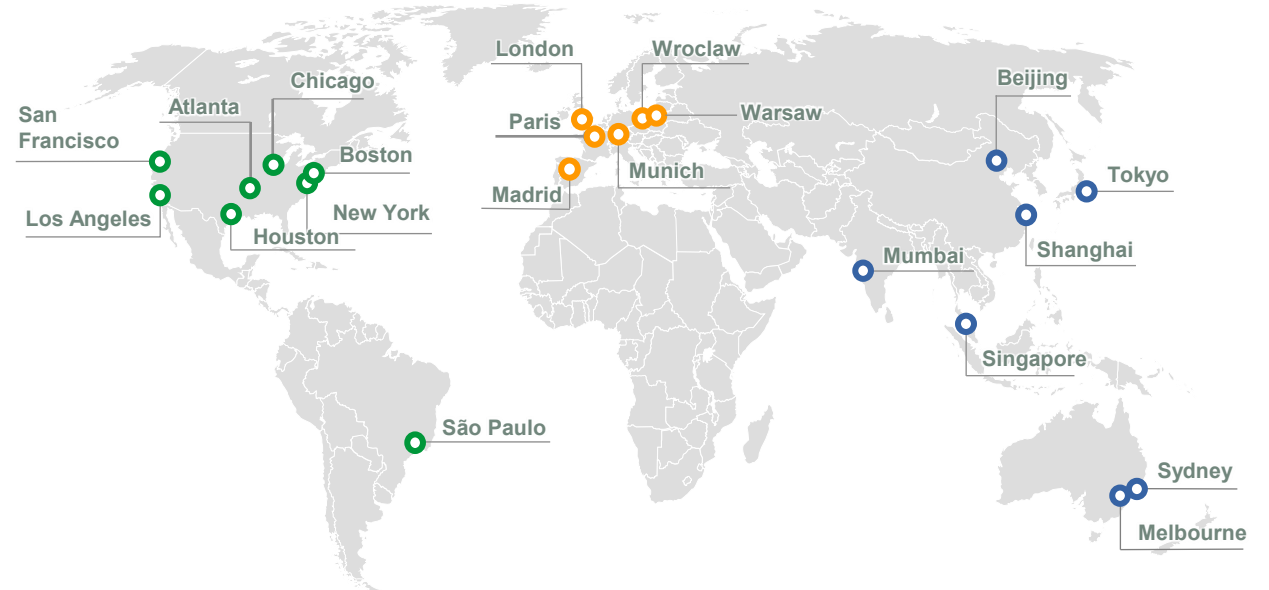 London
Wroclaw
Chicago
Beijing
San
Francisco
Atlanta
Paris
Warsaw
Boston
Munich
Tokyo
Madrid
Los Angeles
New York
Houston
Shanghai
Mumbai
Singapore
São Paulo
Sydney
Melbourne